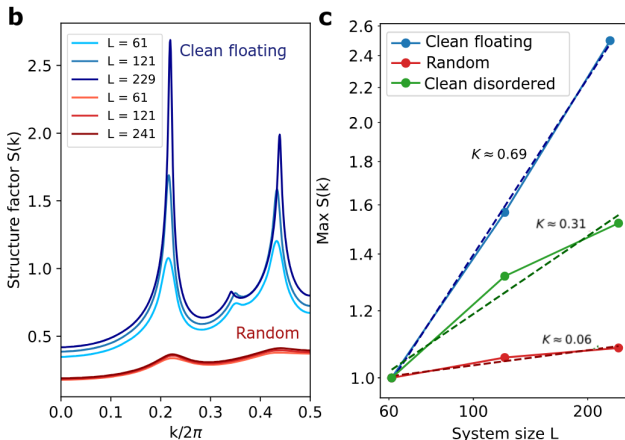 b
Structure factor S(k)
2.5
2.0
1.5
1.0
0.5
L = 61
L = 121
L = 229
L = 61
L = 121
L = 241
Clean floating
Random
0.0 0.1 0.2 0.3 0.4 0.5
k/2π
c
Max S(k)
2.6
2.4
2.2
2.0
1.8
1.6
1.4
1.2
1.0
Clean floating
Random
Clean disordered
K ≈ 0.69
K ≈ 0.31
K ≈ 0.06
60 100 200
System size L